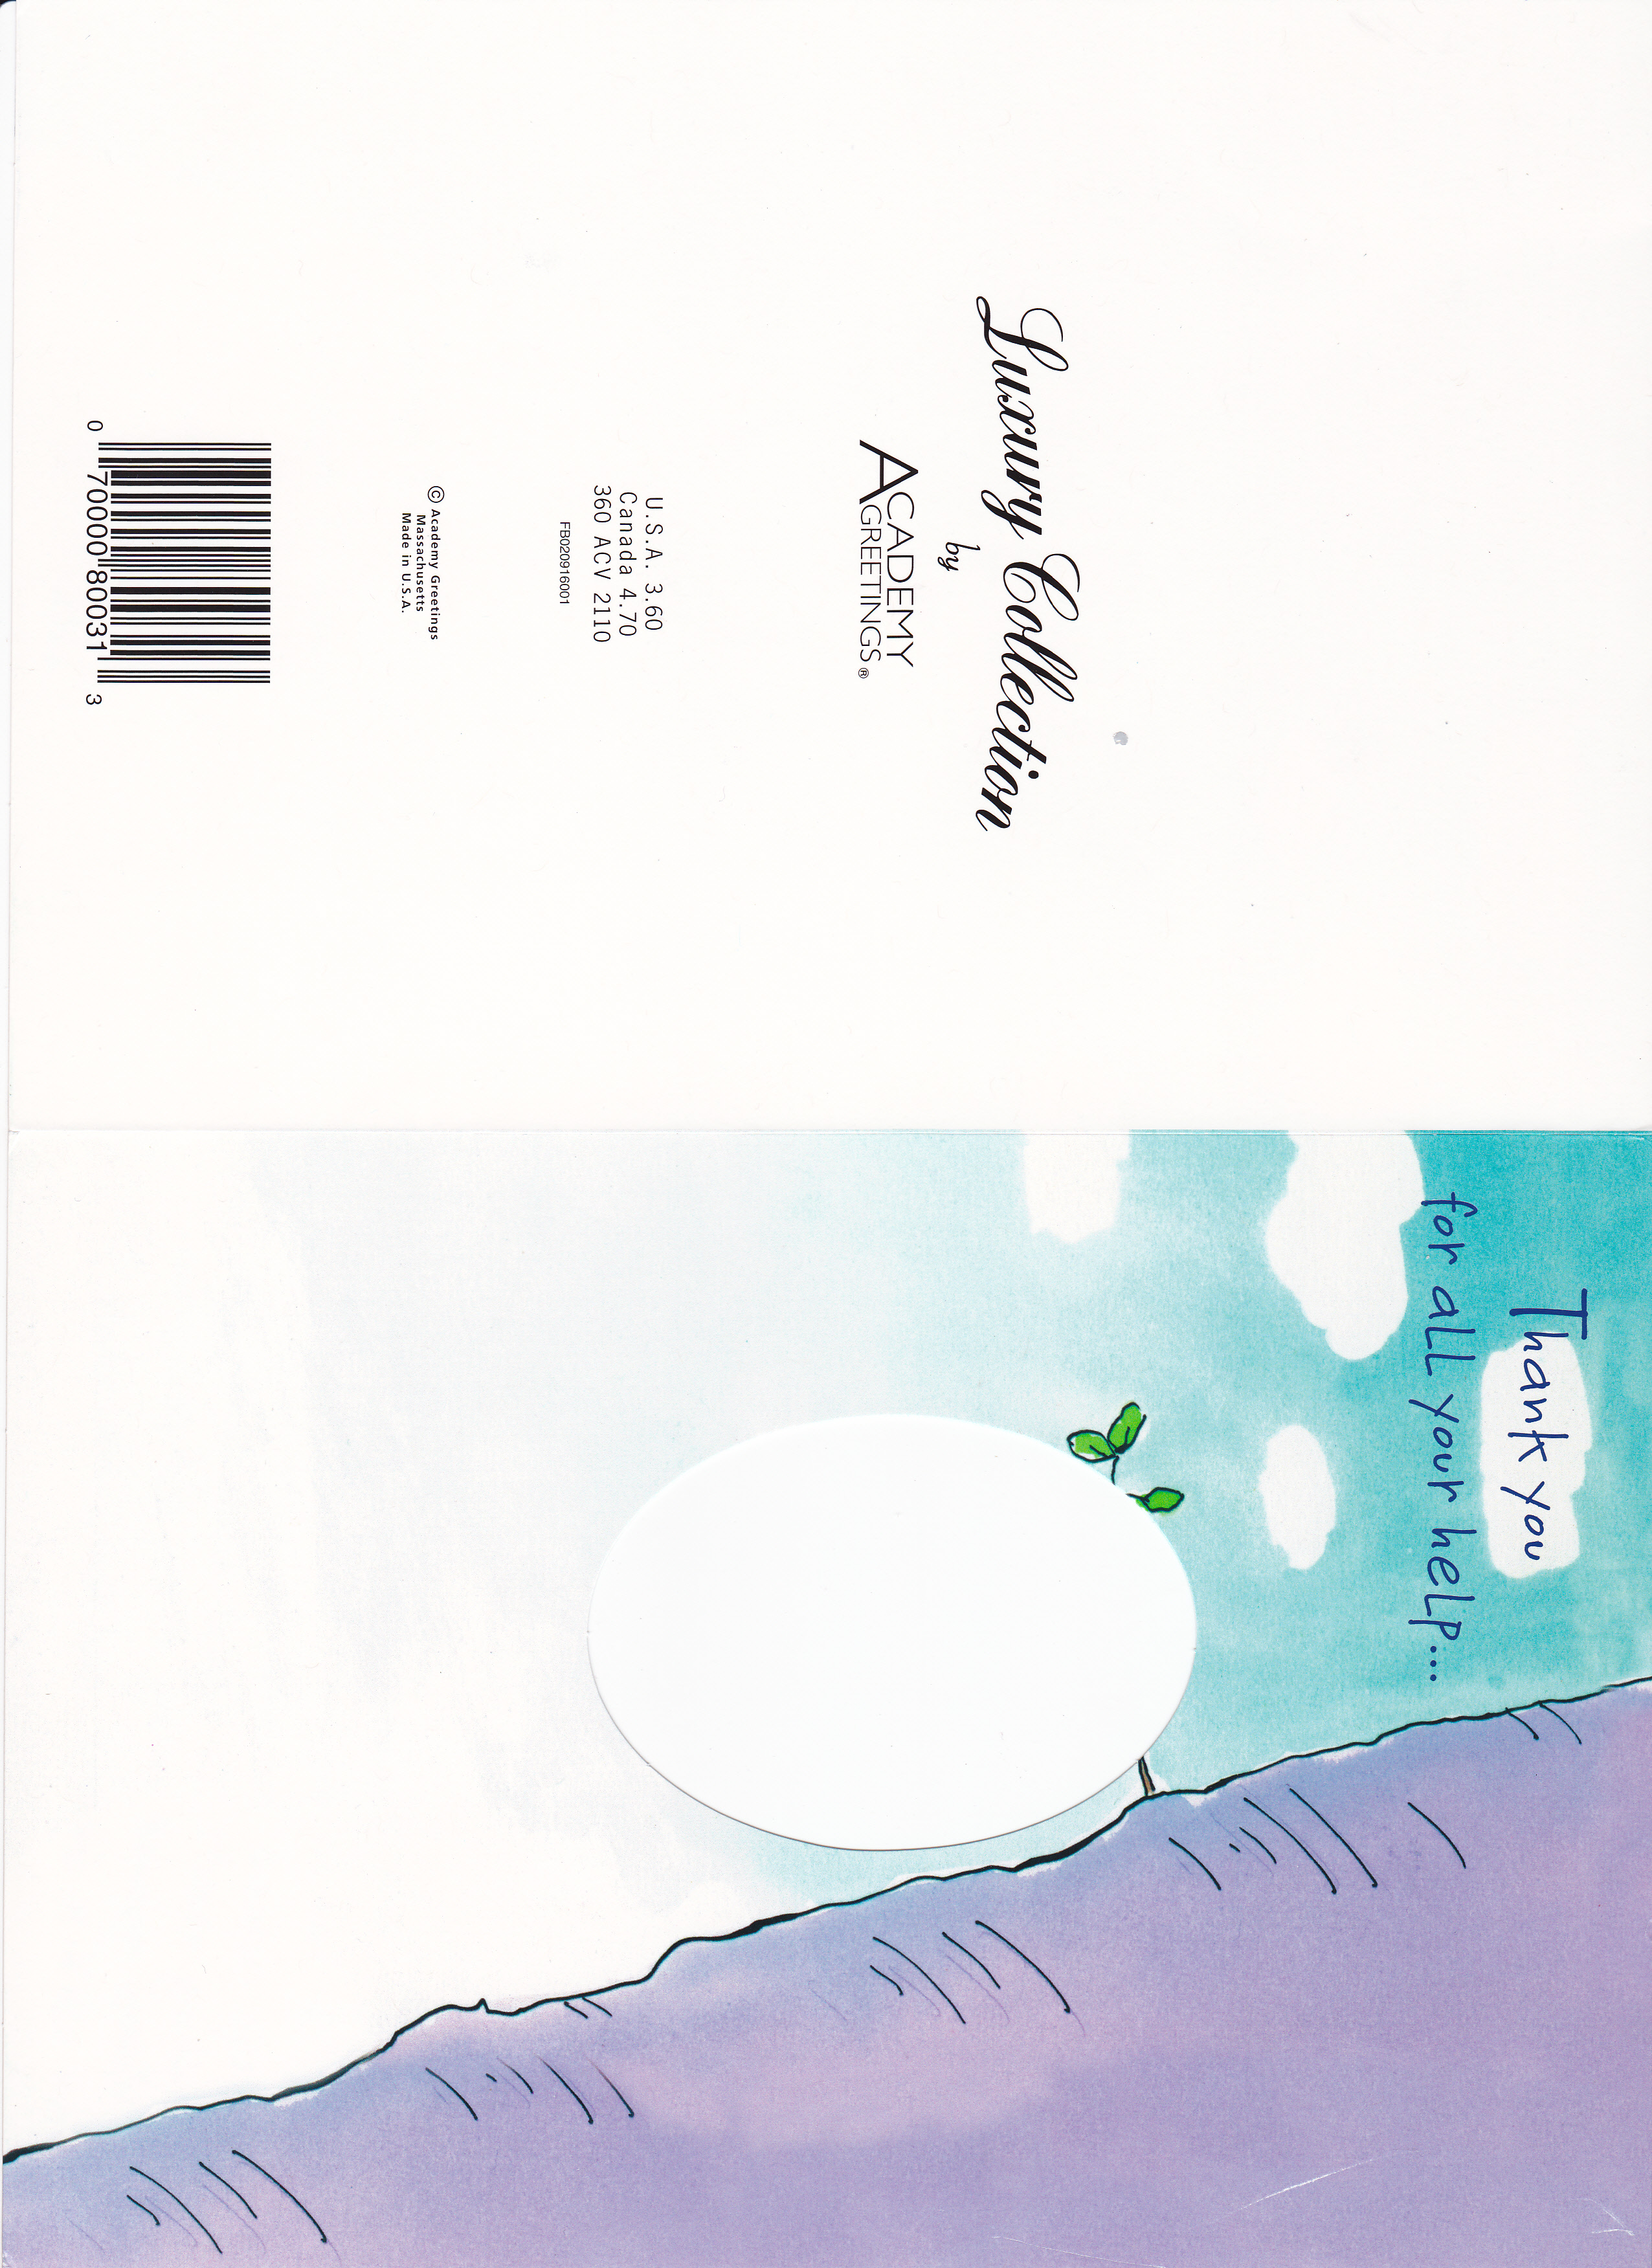 Luxury Collection
by
ACADEMY
GREETINGS®
U.S.A. 3.60
Canada 4.70
360 ACV 2110
FB020916001
© Academy Greetings
Massachusetts
Made in U.S.A.
0 70000 80031 3
Thank you
for all your help...